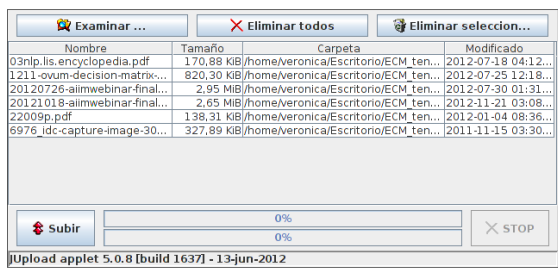 Examinar ... Eliminar todos Eliminar seleccion...
Nombre Tamaño Carpeta Modificado
03nlp.lis.encyclopedia.pdf 170,88 KiB /home/veronica/Escritorio/ECM_ten... 2012-07-18 04:12...
1211-ovum-decision-matrix-... 820,30 KiB /home/veronica/Escritorio/ECM_ten... 2012-07-25 12:18...
20120726-aiimwebinar-final... 2,95 MiB /home/veronica/Escritorio/ECM_ten... 2012-07-30 01:31...
20121018-aiimwebinar-final... 2,65 MiB /home/veronica/Escritorio/ECM_ten... 2012-11-21 03:08...
22009p.pdf 138,31 KiB /home/veronica/Escritorio/ECM_ten... 2012-01-04 08:36...
6976_idc-capture-image-30... 327,89 KiB /home/veronica/Escritorio/ECM_ten... 2011-11-15 03:30...
Subir 0% STOP
0%
JUpload applet 5.0.8 [build 1637] - 13-jun-2012